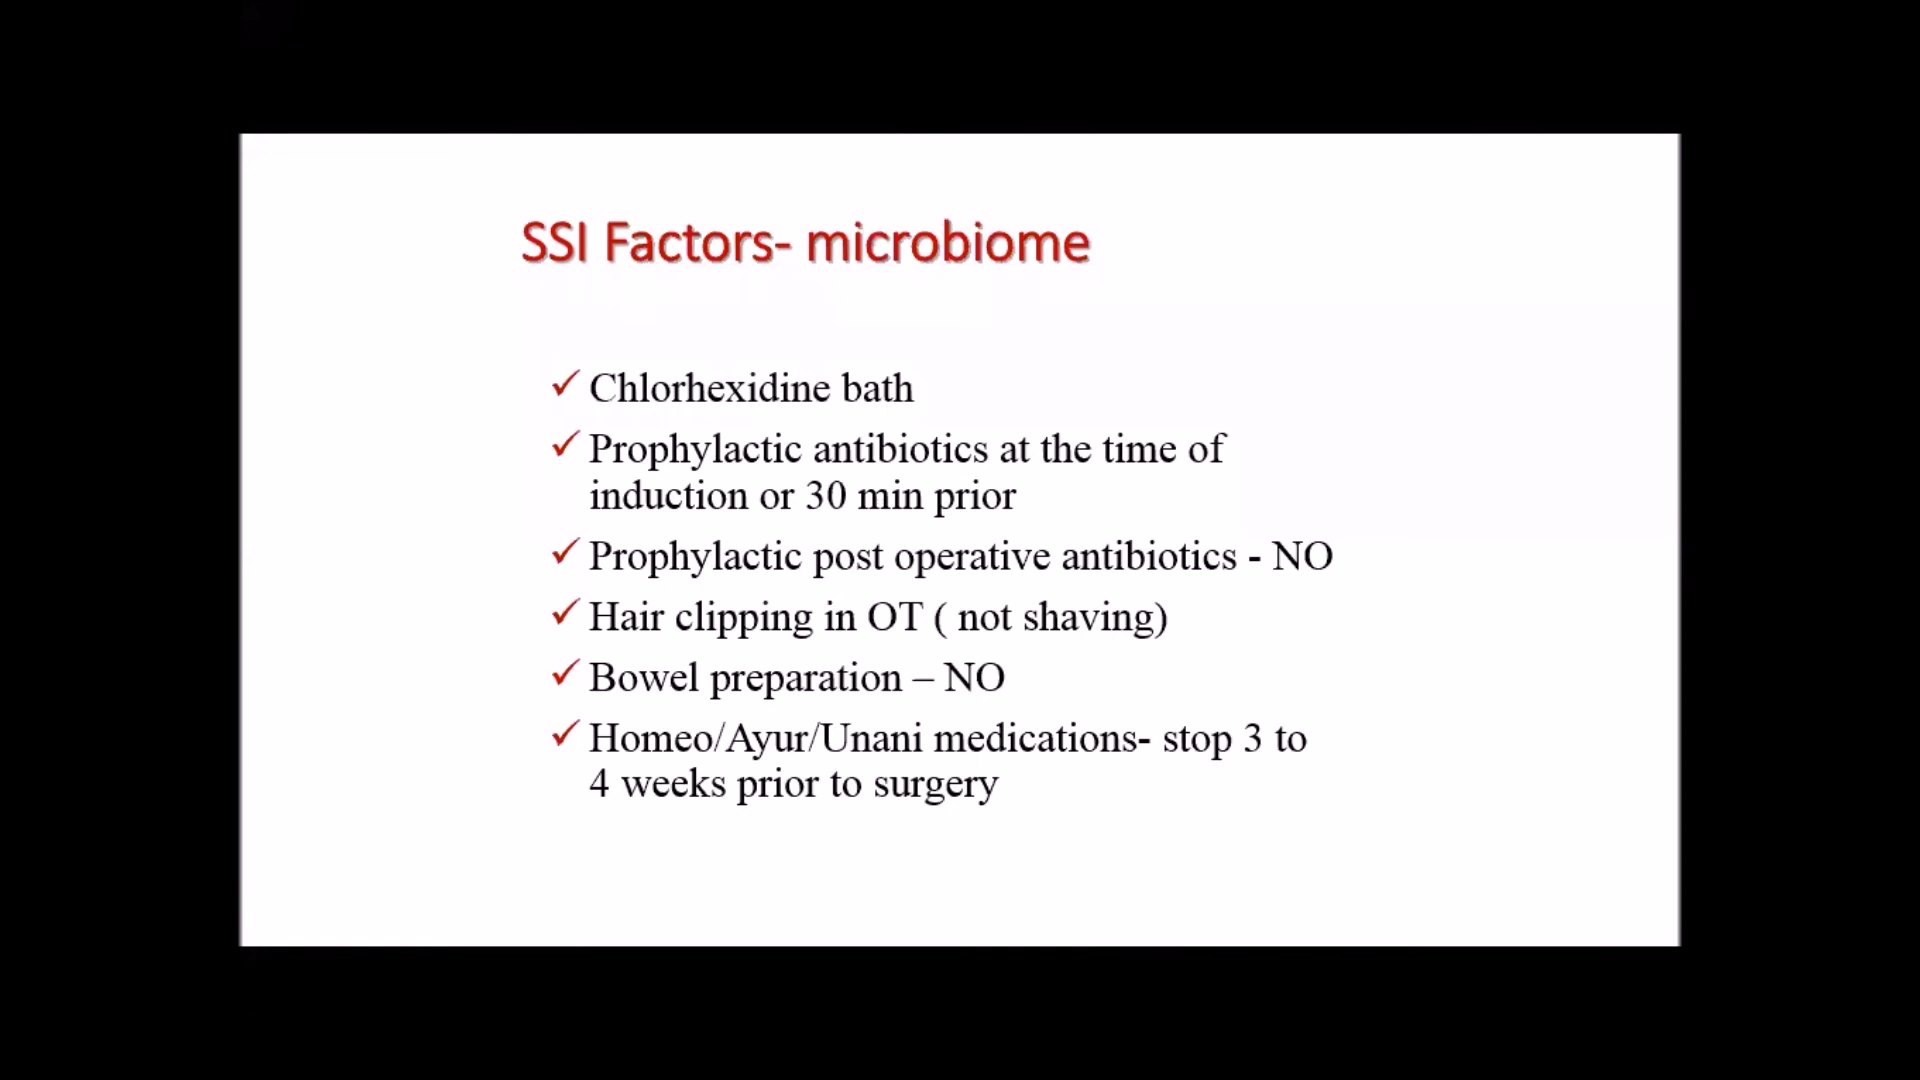 SSI Factors- microbiome
✓ Chlorhexidine bath
✓ Prophylactic antibiotics at the time of
induction or 30 min prior
✓ Prophylactic post operative antibiotics - NO
✓ Hair clipping in OT ( not shaving)
✓ Bowel preparation – NO
✓ Homeo/Ayur/Unani medications- stop 3 to
4 weeks prior to surgery